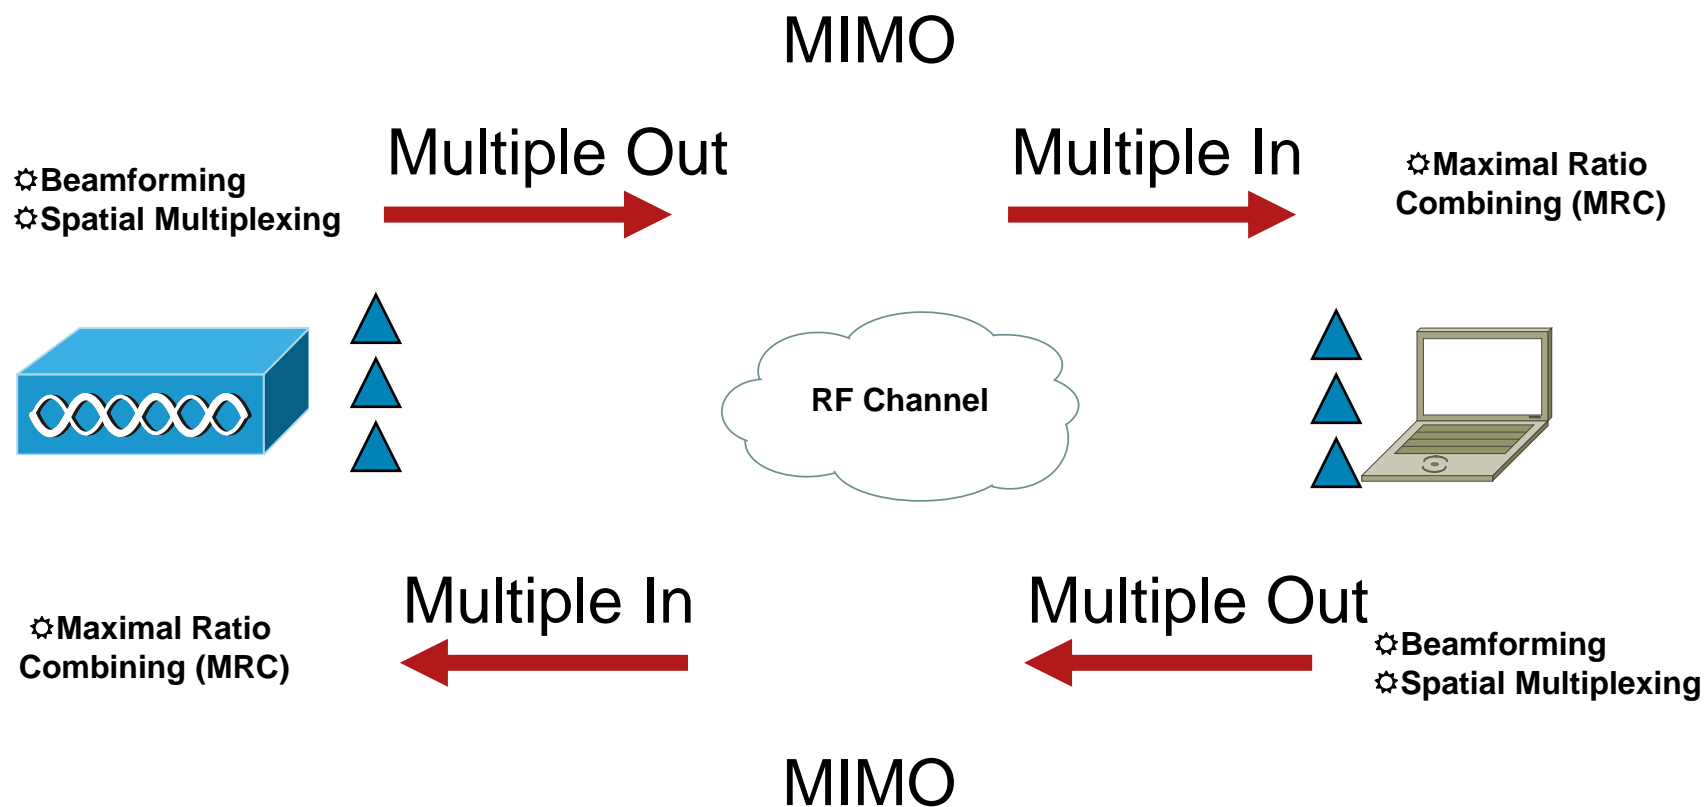 MIMO
Multiple Out
Multiple In
Beamforming
Spatial Multiplexing
Maximal Ratio
Combining (MRC)
RF Channel
Multiple In
Multiple Out
Maximal Ratio
Combining (MRC)
Beamforming
Spatial Multiplexing
MIMO